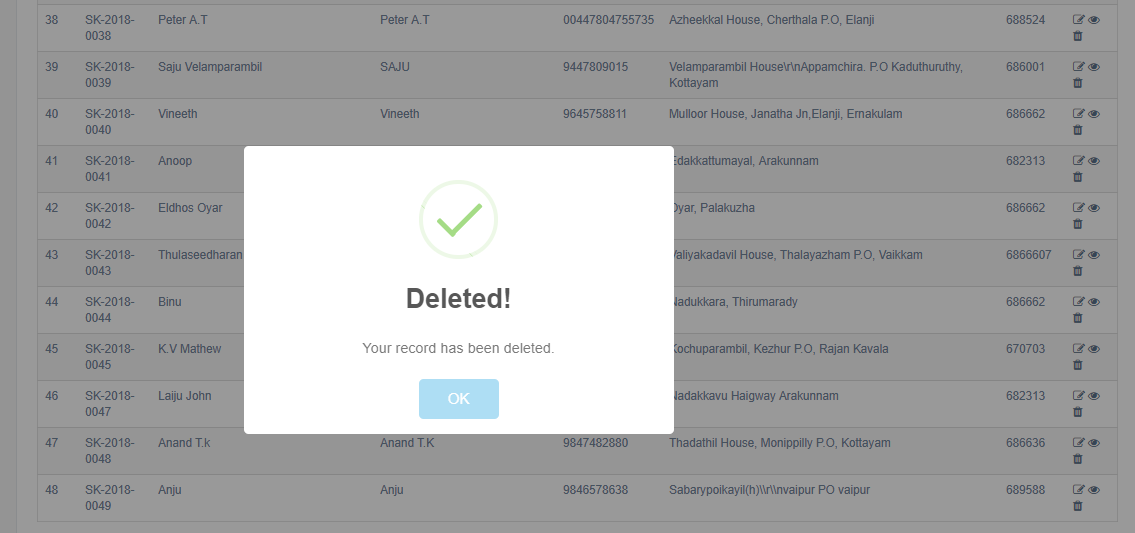 38 SK-2018- Peter A.T Peter A.T 00447804755735 Azheekkal House, Cherthala P.O, Elanji 688524
0038
39 SK-2018- Saju Velamparambil SAJU 9447809015 Velamparambil House\r\nAppamchira. P.O Kaduthuruthy, 686001
0039 Kottayam
40 SK-2018- Vineeth Vineeth 9645758811 Mulloor House, Janatha Jn,Elanji, Ernakulam 686662
0040
41 SK-2018- Anoop Edakkattumayal, Arakunnam 682313
0041
42 SK-2018- Eldhos Oyar Oyar, Palakuzha 686662
0042
43 SK-2018- Thulaseedharan Valiyakadavil House, Thalayazham P.O, Vaikkam 6866607
0043
44 SK-2018- Binu Nadukkara, Thirumarady 686662
0044
45 SK-2018- K.V Mathew Kochuparambil, Kezhur P.O, Rajan Kavala 670703
0045
46 SK-2018- Laiju John Nadakkavu Haigway Arakunnam 682313
0047
47 SK-2018- Anand T.k Anand T.K 9847482880 Thadathil House, Monippilly P.O, Kottayam 686636
0048
48 SK-2018- Anju Anju 9846578638 Sabarypoikayil(h)\\r\\nvaipur PO vaipur 689588
0049
Deleted!
Your record has been deleted.
OK